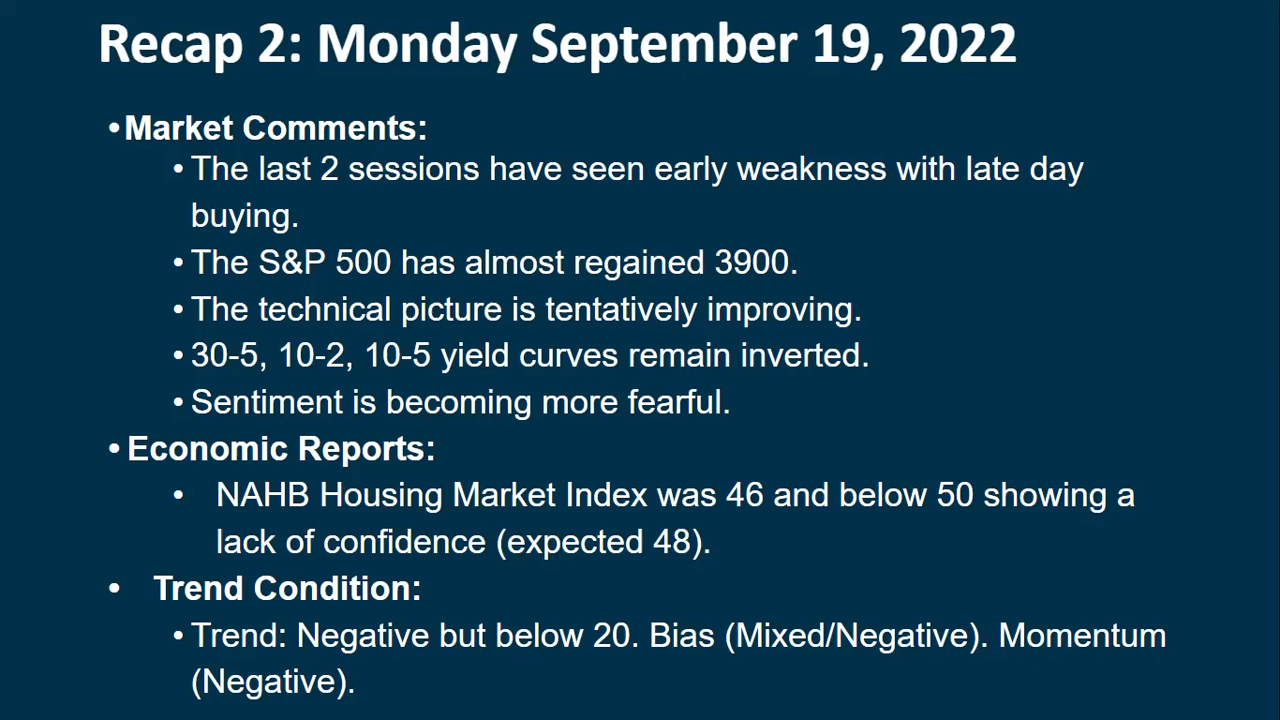 Recap 2: Monday September 19, 2022
•Market Comments:
•The last 2 sessions have seen early weakness with late day
buying.
•The S&P 500 has almost regained 3900.
•The technical picture is tentatively improving.
•30-5, 10-2, 10-5 yield curves remain inverted.
•Sentiment is becoming more fearful.
•Economic Reports:
• NAHB Housing Market Index was 46 and below 50 showing a
lack of confidence (expected 48).
• Trend Condition:
•Trend: Negative but below 20. Bias (Mixed/Negative). Momentum
(Negative).